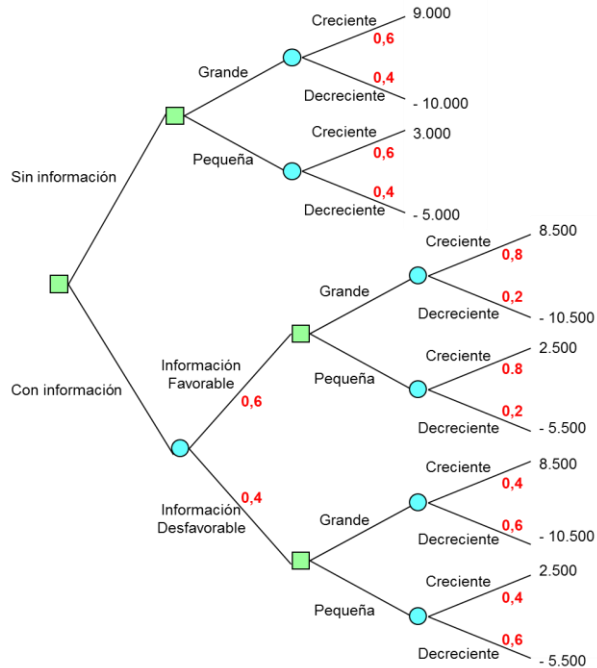 Creciente
9.000
0,6
Grande
0,4
Decreciente
- 10.000
Creciente
3.000
0,6
Pequeña
0,4
Decreciente
- 5.000
Sin información
Creciente
8.500
0,8
Grande
0,2
Decreciente
- 10.500
Información
Favorable
0,6
Creciente
2.500
0.8
Pequeña
0,2
Decreciente
- 5.500
Con información
0,4
Información
Desfavorable
Creciente
8.500
0,4
Grande
0,6
Decreciente
- 10.500
Creciente
2.500
0,4
Pequeña
0,6
Decreciente
- 5.500